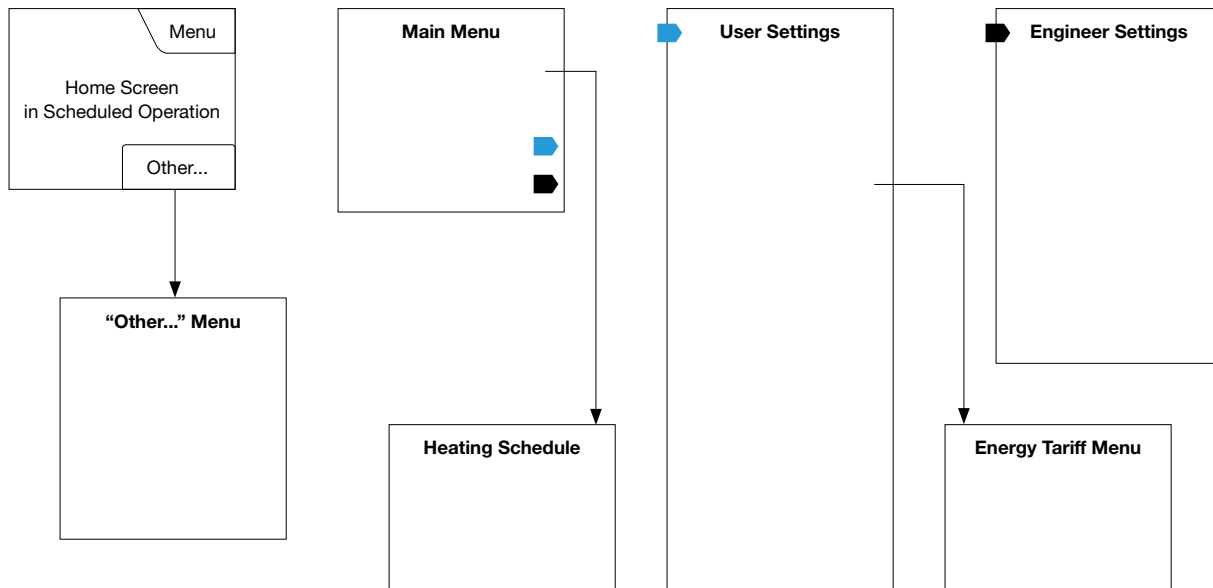 Menu
Home Screen
in Scheduled Operation
Other...
Main Menu
User Settings
Engineer Settings
“Other...” Menu
Heating Schedule
Energy Tariff Menu